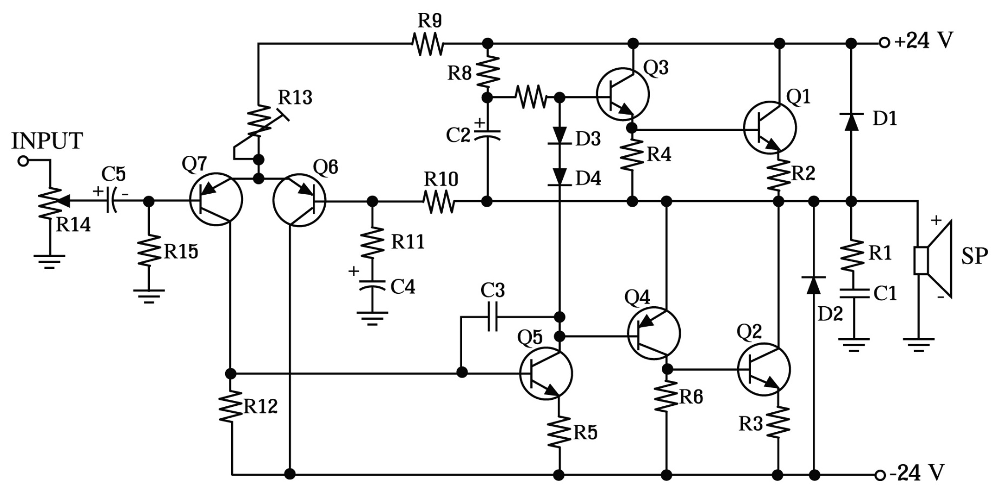 R9
+24 V
Q3
R8
R13
Q1
D1
INPUT
C2
+
D3
R4
Q7
Q6
C5
+
-
R10
D4
R2
R14
+
R15
R11
R1
SP
+
C4
C3
Q4
C1
-
D2
Q5
Q2
R12
R6
R5
R3
-24 V